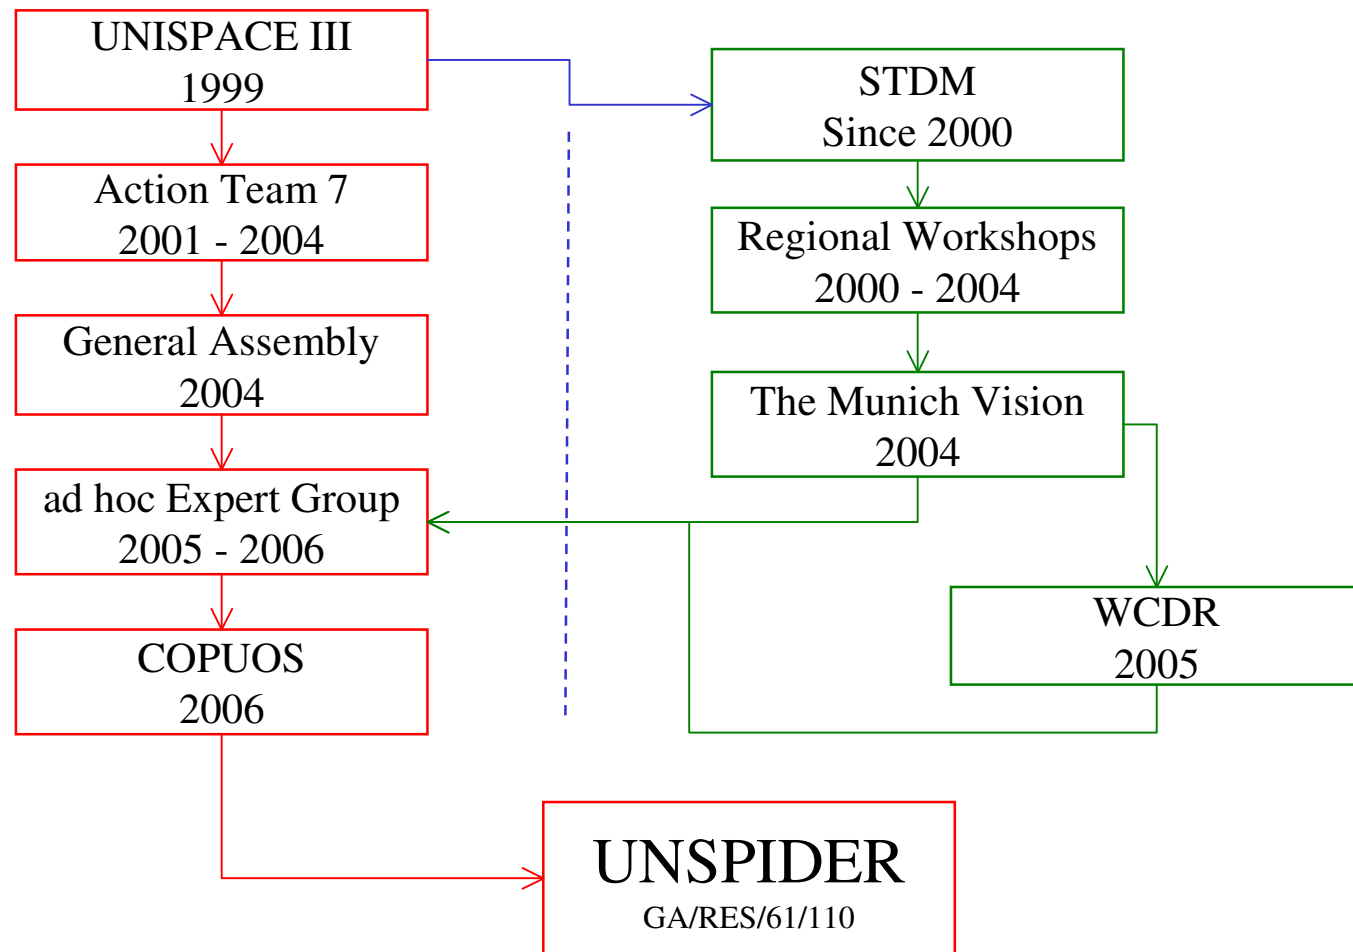 UNISPACE III
1999
Action Team 7
2001 - 2004
General Assembly
2004
ad hoc Expert Group
2005 - 2006
COPUOS
2006
STDM
Since 2000
Regional Workshops
2000 - 2004
The Munich Vision
2004
WCDR
2005
UNSPIDER
GA/RES/61/110